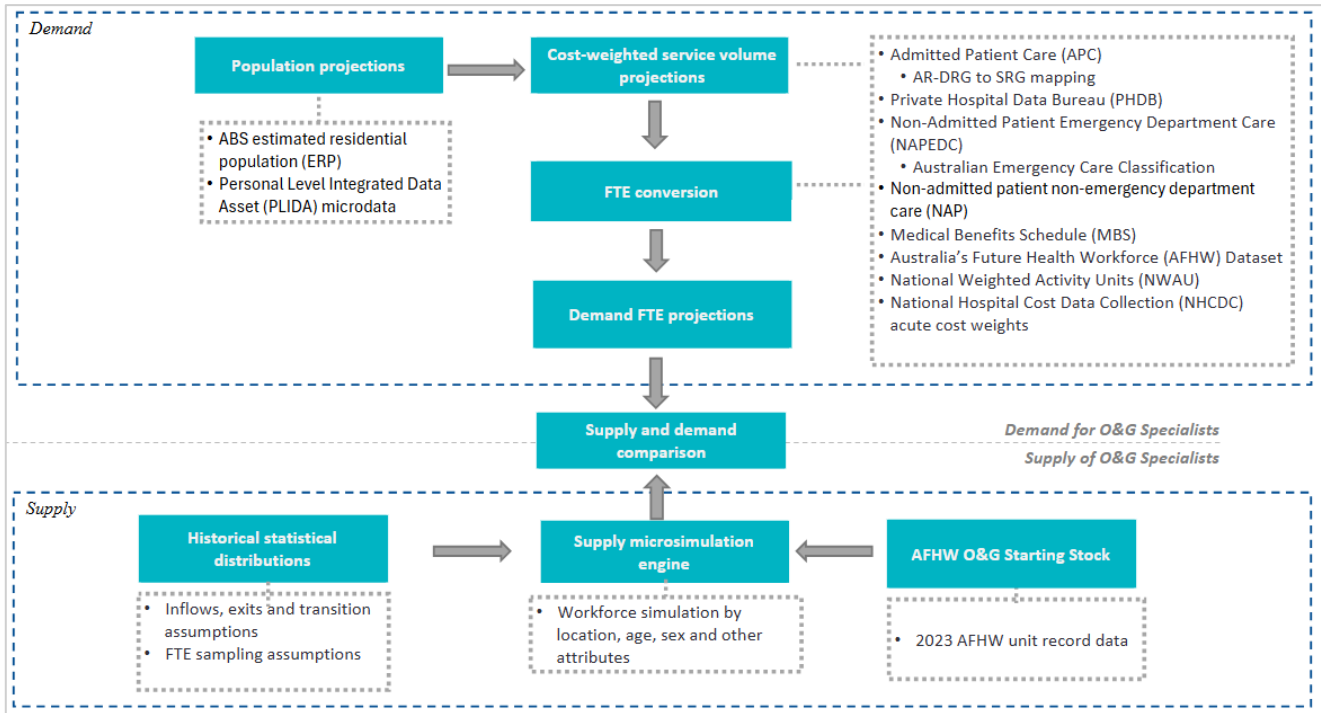 Demand
Population projections
Cost-weighted service volume
projections
• ABS estimated residential
population (ERP)
• Personal Level Integrated Data
Asset (PLIDA) microdata
FTE conversion
Demand FTE projections
• Admitted Patient Care (APC)
• AR-DRG to SRG mapping
• Private Hospital Data Bureau (PHDB)
• Non-Admitted Patient Emergency Department Care
(NAPEDC)
• Australian Emergency Care Classification
• Non-admitted patient non-emergency department
care (NAP)
• Medical Benefits Schedule (MBS)
• Australia's Future Health Workforce (AFHW) Dataset
• National Weighted Activity Units (NWAU)
• National Hospital Cost Data Collection (NHCDC)
acute cost weights
Supply and demand
comparison
Demand for O&G Specialists
Supply of O&G Specialists
Supply
Historical statistical
distributions
• Inflows, exits and transition
assumptions
• FTE sampling assumptions
Supply microsimulation
engine
• Workforce simulation by
location, age, sex and other
attributes
AFHW O&G Starting Stock
• 2023 AFHW unit record data